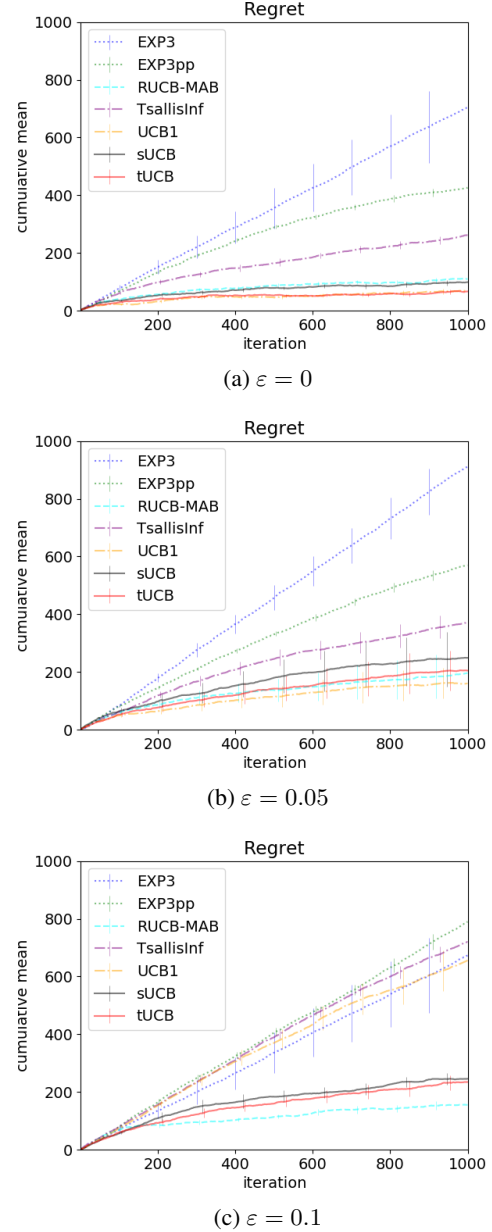 Regret
cumulative mean
1000
800
600
400
200
0
EXP3
EXP3pp
RUCB-MAB
TsallisInf
UCB1
sUCB
tUCB
200
400
600
800
1000
iteration
(a) ε = 0
Regret
cumulative mean
1000
800
600
400
200
0
EXP3
EXP3pp
RUCB-MAB
TsallisInf
UCB1
sUCB
tUCB
200
400
600
800
1000
iteration
(b) ε = 0.05
Regret
cumulative mean
1000
800
600
400
200
0
EXP3
EXP3pp
RUCB-MAB
TsallisInf
UCB1
sUCB
tUCB
200
400
600
800
1000
iteration
(c) ε = 0.1